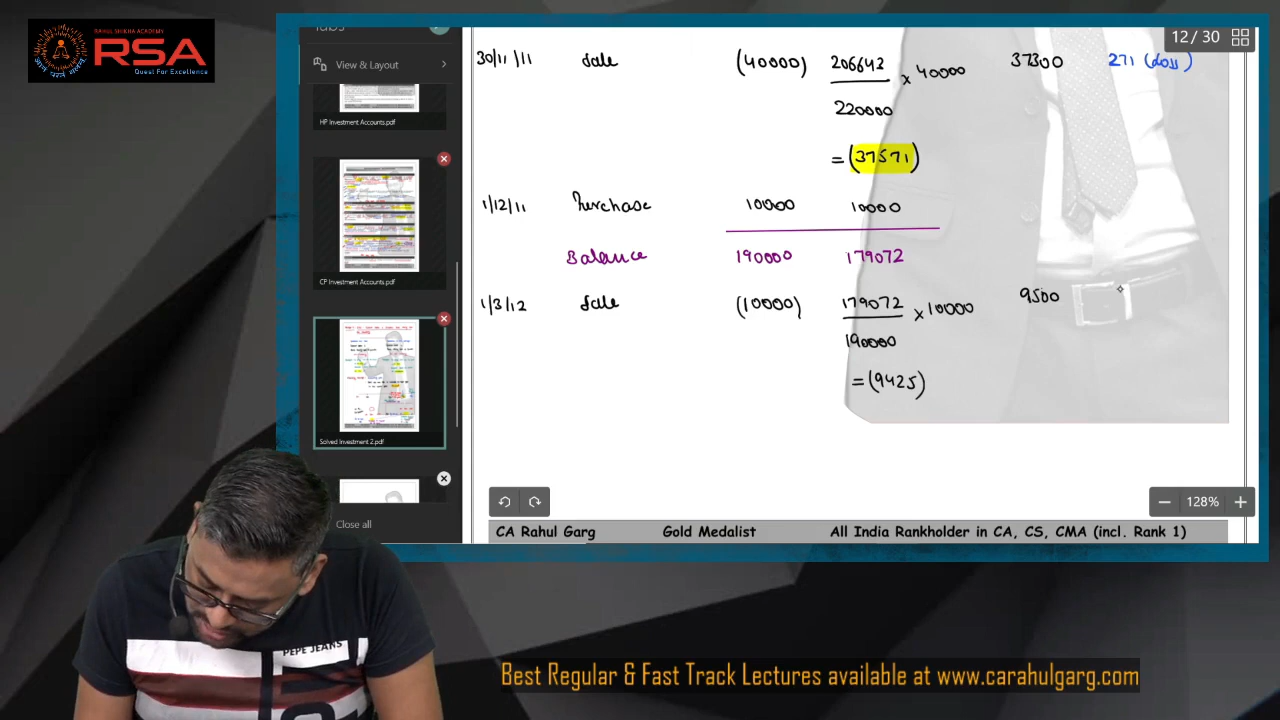 RAHUL SHIKHA ACADEMY
RSA
Quest For Excellence
View & Layout
HP Investment Accounts.pdf
CP Investment Accounts.pdf
Solved Investment 2.pdf
Close all
12 / 30
30/11/11 Sale (40000) 206642 / 220000 x 40000 37300 271 (Loss)
= (37571)
1/12/11 Purchase 10000 10000
Balance 190000 179072
1/3/12 Sale (10000) 179072 / 190000 x 10000 9500
= (9425)
128%
CA Rahul Garg Gold Medalist All India Rankholder in CA, CS, CMA (incl. Rank 1)
PEPE JEANS
Best Regular & Fast Track Lectures available at www.carahulgarg.com